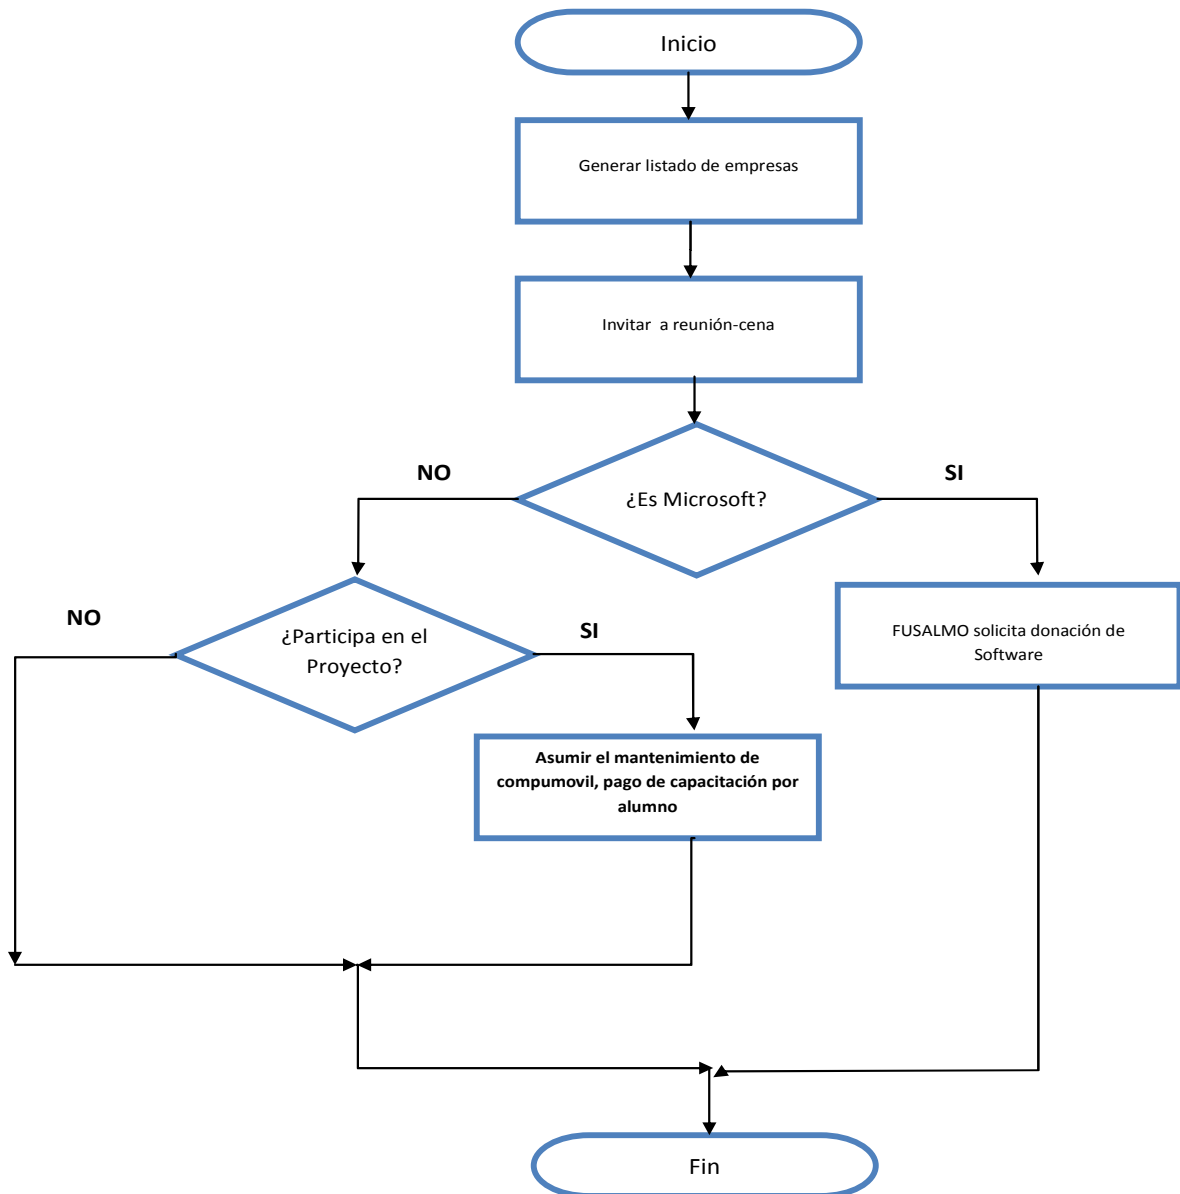 Inicio
Generar listado de empresas
Invitar  a reunión-cena
NO
SI
¿Es Microsoft?
NO
SI
¿Participa en el
Proyecto?
FUSALMO solicita donación de
Software
Asumir el mantenimiento de
compumovil, pago de capacitación por
alumno
Fin